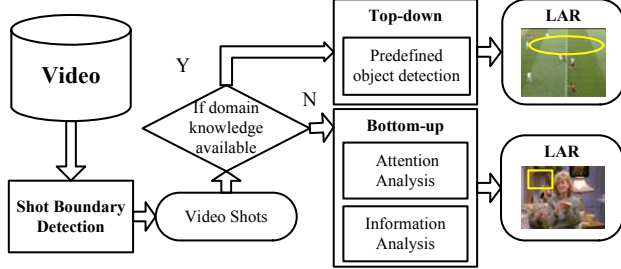 Video
Shot Boundary
Detection
Video Shots
Y
If domain
knowledge
available
N
Top-down
Predefined
object detection
LAR
Bottom-up
Attention
Analysis
Information
Analysis
LAR